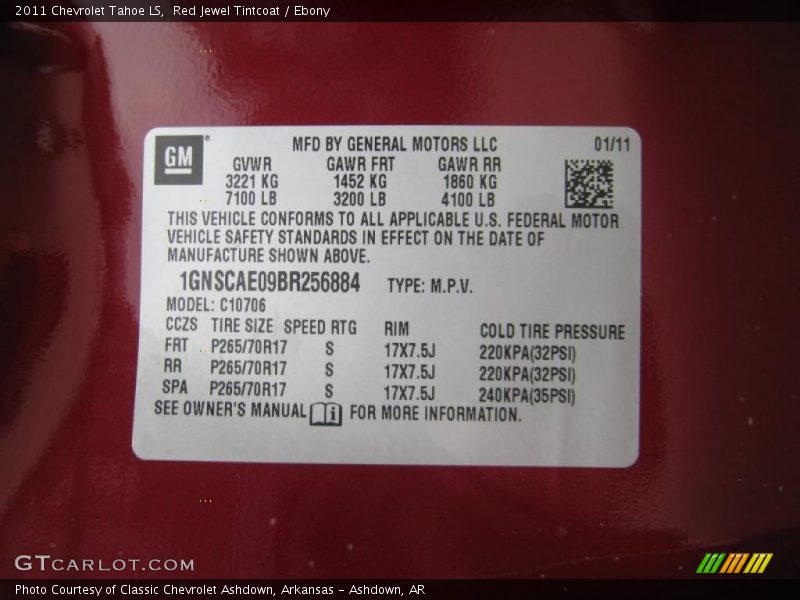 2011 Chevrolet Tahoe LS,  Red Jewel Tintcoat / Ebony
GM
MFD BY GENERAL MOTORS LLC 01/11
GVWR GAWR FRT GAWR RR
3221 KG 1452 KG 1860 KG
7100 LB 3200 LB 4100 LB
THIS VEHICLE CONFORMS TO ALL APPLICABLE U.S. FEDERAL MOTOR
VEHICLE SAFETY STANDARDS IN EFFECT ON THE DATE OF
MANUFACTURE SHOWN ABOVE.
1GNSCAE09BR256884 TYPE: M.P.V.
MODEL: C10706
CCZS TIRE SIZE SPEED RTG RIM COLD TIRE PRESSURE
FRT P265/70R17 S 17X7.5J 220KPA(32PSI)
RR P265/70R17 S 17X7.5J 220KPA(32PSI)
SPA P265/70R17 S 17X7.5J 240KPA(35PSI)
SEE OWNER'S MANUAL FOR MORE INFORMATION.
GTCARLOT.COM
Photo Courtesy of Classic Chevrolet Ashdown, Arkansas - Ashdown, AR